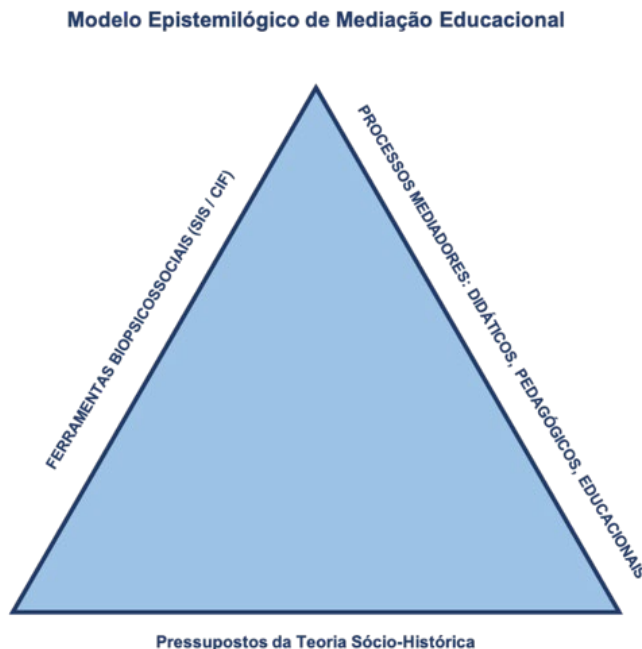 Modelo Epistemilógico de Mediação Educacional
FERRAMENTAS BIOPSICOSSOCIAIS (SIS / CIF)
PROCESSOS MEDIADORES: DIDÁTICOS, PEDAGÓGICOS, EDUCACIONAIS
Pressupostos da Teoria Sócio-Histórica